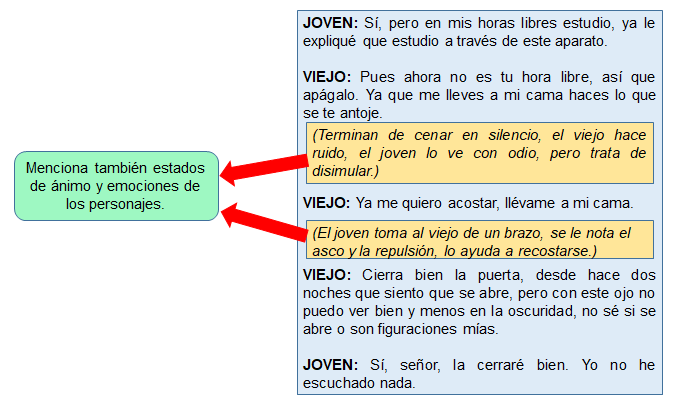 JOVEN: Sí, pero en mis horas libres estudio, ya le
expliqué que estudio a través de este aparato.
VIEJO: Pues ahora no es tu hora libre, así que
apágalo. Ya que me lleves a mi cama haces lo que
se te antoje.
(Terminan de cenar en silencio, el viejo hace
ruido, el joven lo ve con odio, pero trata de
disimular.)
Menciona también estados
de ánimo y emociones de
los personajes.
VIEJO: Ya me quiero acostar, llévame a mi cama.
(El joven toma al viejo de un brazo, se le nota el
asco y la repulsión, lo ayuda a recostarse.)
VIEJO: Cierra bien la puerta, desde hace dos
noches que siento que se abre, pero con este ojo no
puedo ver bien y menos en la oscuridad, no sé si se
abre o son figuraciones mías.
JOVEN: Sí, señor, la cerraré bien. Yo no he
escuchado nada.